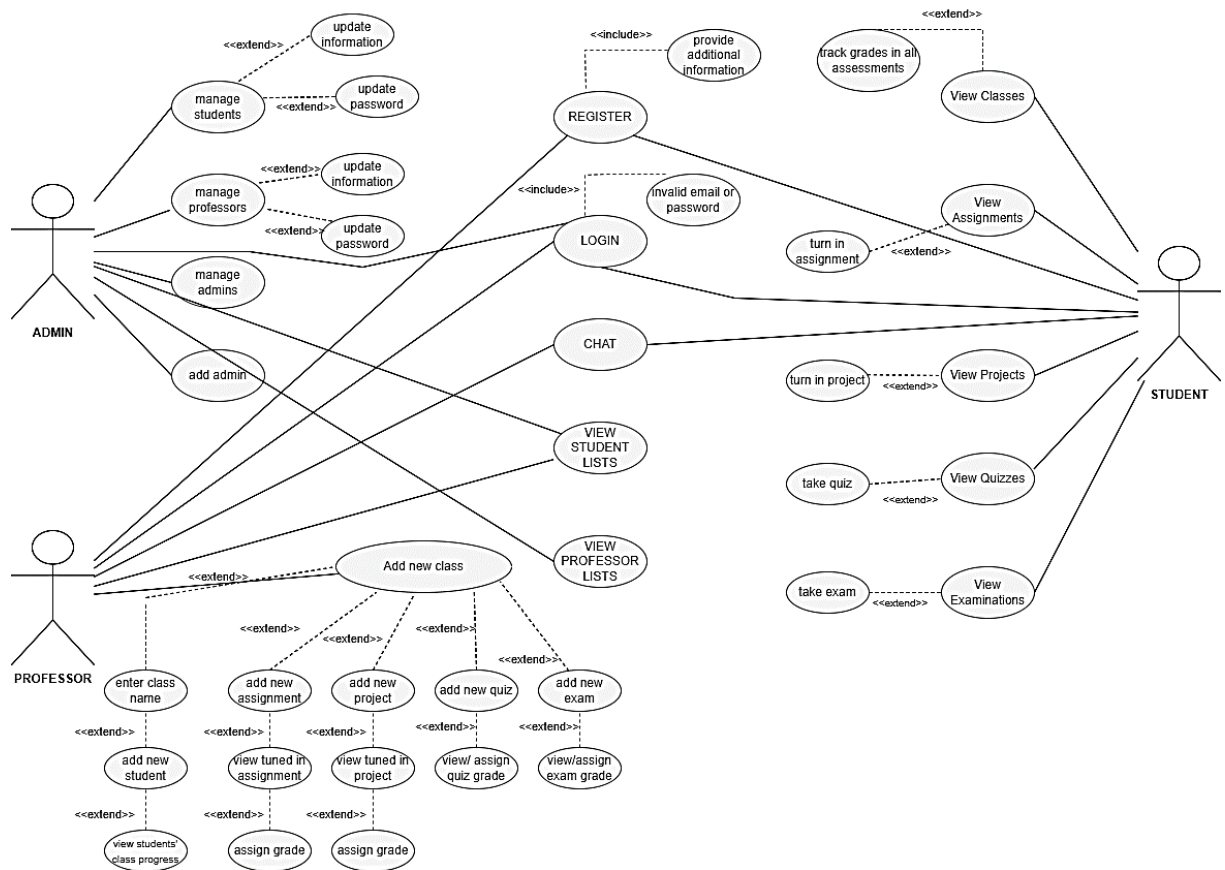 update
information
<<extend>>
manage
students
<<extend>>
update
password
<<extend>>
update
information
manage
professors
<<extend>>
update
password
manage
admins
add admin
ADMIN
<<include>>
provide
additional
information
REGISTER
<<include>>
invalid email or
password
LOGIN
CHAT
VIEW
STUDENT
LISTS
VIEW
PROFESSOR
LISTS
<<extend>>
track grades in all
assessments
View Classes
View
Assignments
turn in
assignment
<<extend>>
turn in project
<<extend>>
View Projects
take quiz
<<extend>>
View Quizzes
take exam
<<extend>>
View
Examinations
STUDENT
PROFESSOR
<<extend>>
Add new class
<<extend>>
<<extend>>
<<extend>>
<<extend>>
enter class
name
add new
assignment
add new
project
add new quiz
add new
exam
<<extend>>
<<extend>>
<<extend>>
<<extend>>
<<extend>>
add new
student
view tuned in
assignment
view tuned in
project
view/ assign
quiz grade
view/assign
exam grade
<<extend>>
<<extend>>
<<extend>>
view students'
class progress
assign grade
assign grade